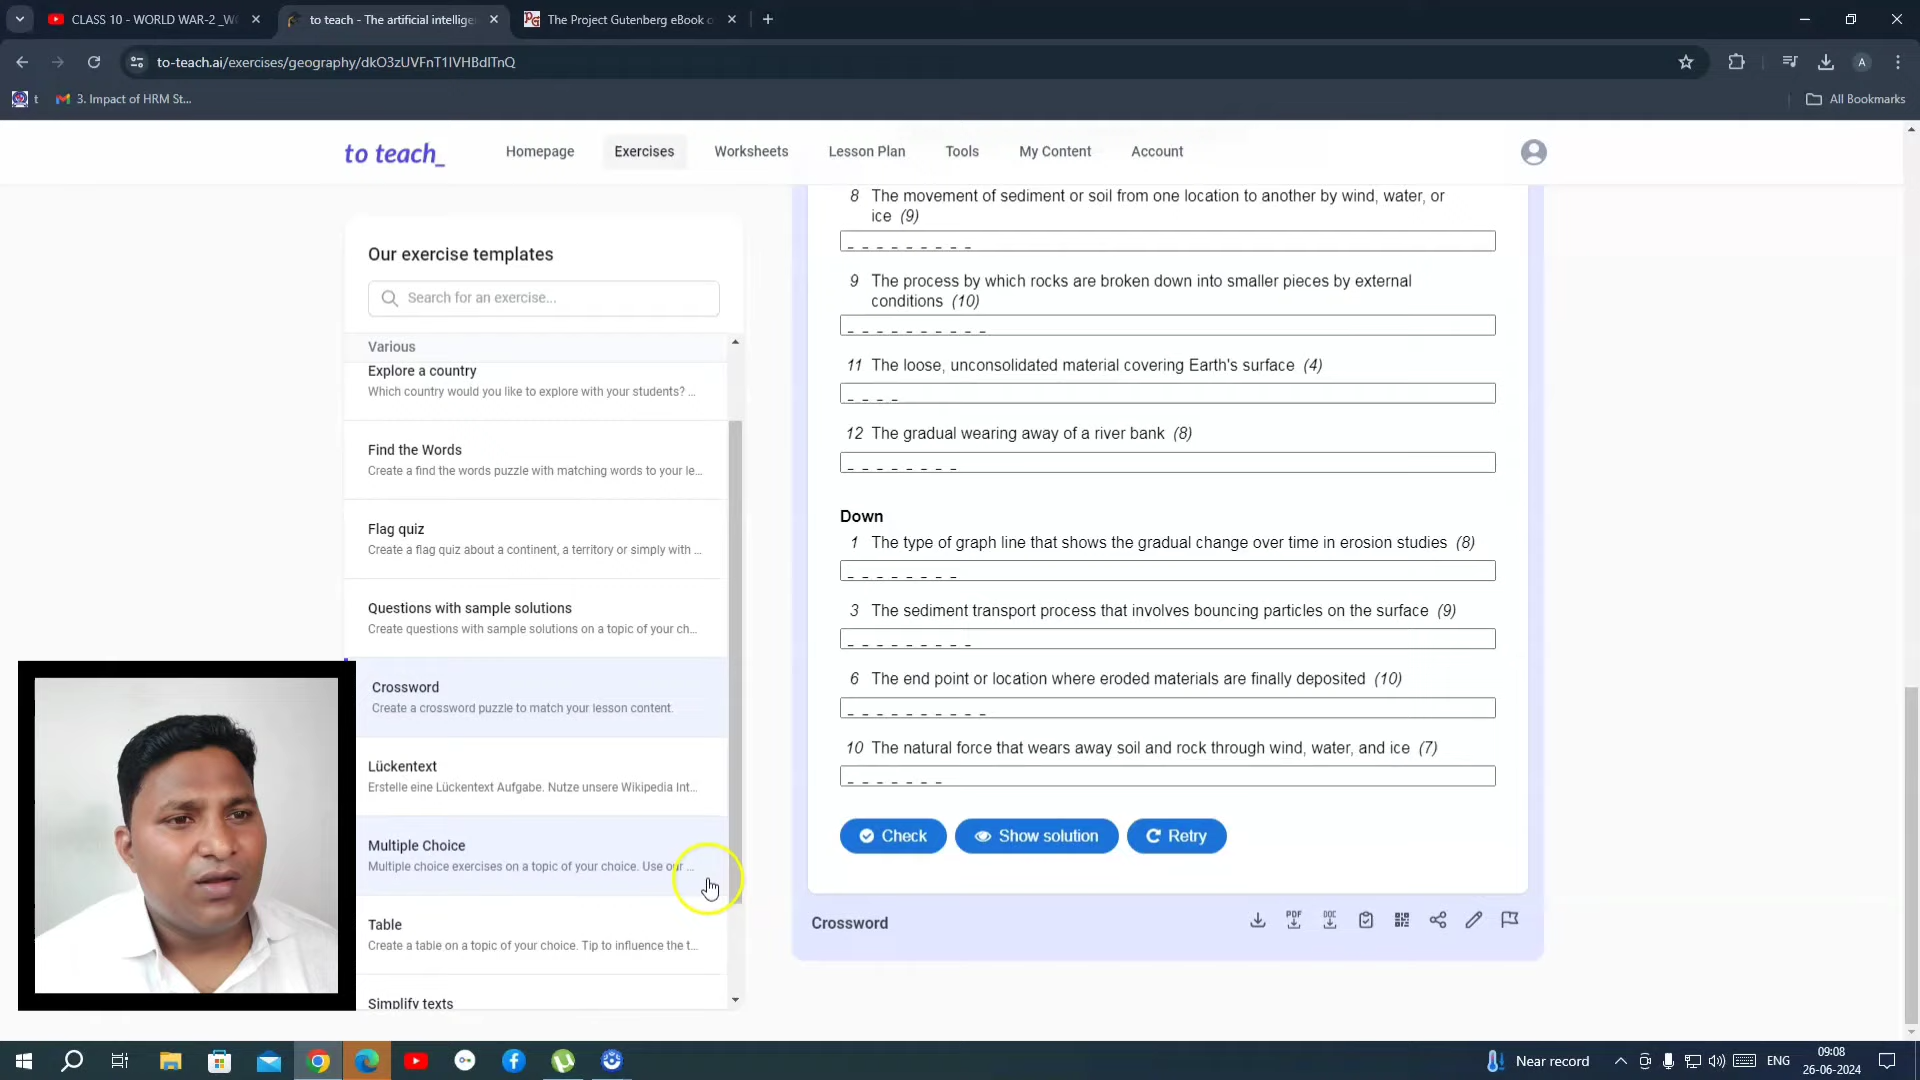 CLASS 10 - WORLD WAR-2 _W
to teach - The artificial intellige
The Project Gutenberg eBook o
to-teach.ai/exercises/geography/dkO3zUVFnT1IVHBdITnQ
A
t
3. Impact of HRM St...
All Bookmarks
to teach_
Homepage
Exercises
Worksheets
Lesson Plan
Tools
My Content
Account
Our exercise templates
Search for an exercise...
Various
Explore a country
Which country would you like to explore with your students? ...
Find the Words
Create a find the words puzzle with matching words to your le...
Flag quiz
Create a flag quiz about a continent, a territory or simply with ...
Questions with sample solutions
Create questions with sample solutions on a topic of your ch...
Crossword
Create a crossword puzzle to match your lesson content.
Lückentext
Erstelle eine Lückentext Aufgabe. Nutze unsere Wikipedia Int...
Multiple Choice
Multiple choice exercises on a topic of your choice. Use our ...
Table
Create a table on a topic of your choice. Tip to influence the t...
Simplify texts
8 The movement of sediment or soil from one location to another by wind, water, or
ice (9)
_ _ _ _ _ _ _ _ _
9 The process by which rocks are broken down into smaller pieces by external
conditions (10)
_ _ _ _ _ _ _ _ _ _
11 The loose, unconsolidated material covering Earth's surface (4)
_ _ _ _
12 The gradual wearing away of a river bank (8)
_ _ _ _ _ _ _ _
Down
1 The type of graph line that shows the gradual change over time in erosion studies (8)
_ _ _ _ _ _ _ _
3 The sediment transport process that involves bouncing particles on the surface (9)
_ _ _ _ _ _ _ _ _
6 The end point or location where eroded materials are finally deposited (10)
_ _ _ _ _ _ _ _ _ _
10 The natural force that wears away soil and rock through wind, water, and ice (7)
_ _ _ _ _ _ _
Check
Show solution
Retry
Crossword
PDF
DOC
Near record
ENG
09:08
26-06-2024